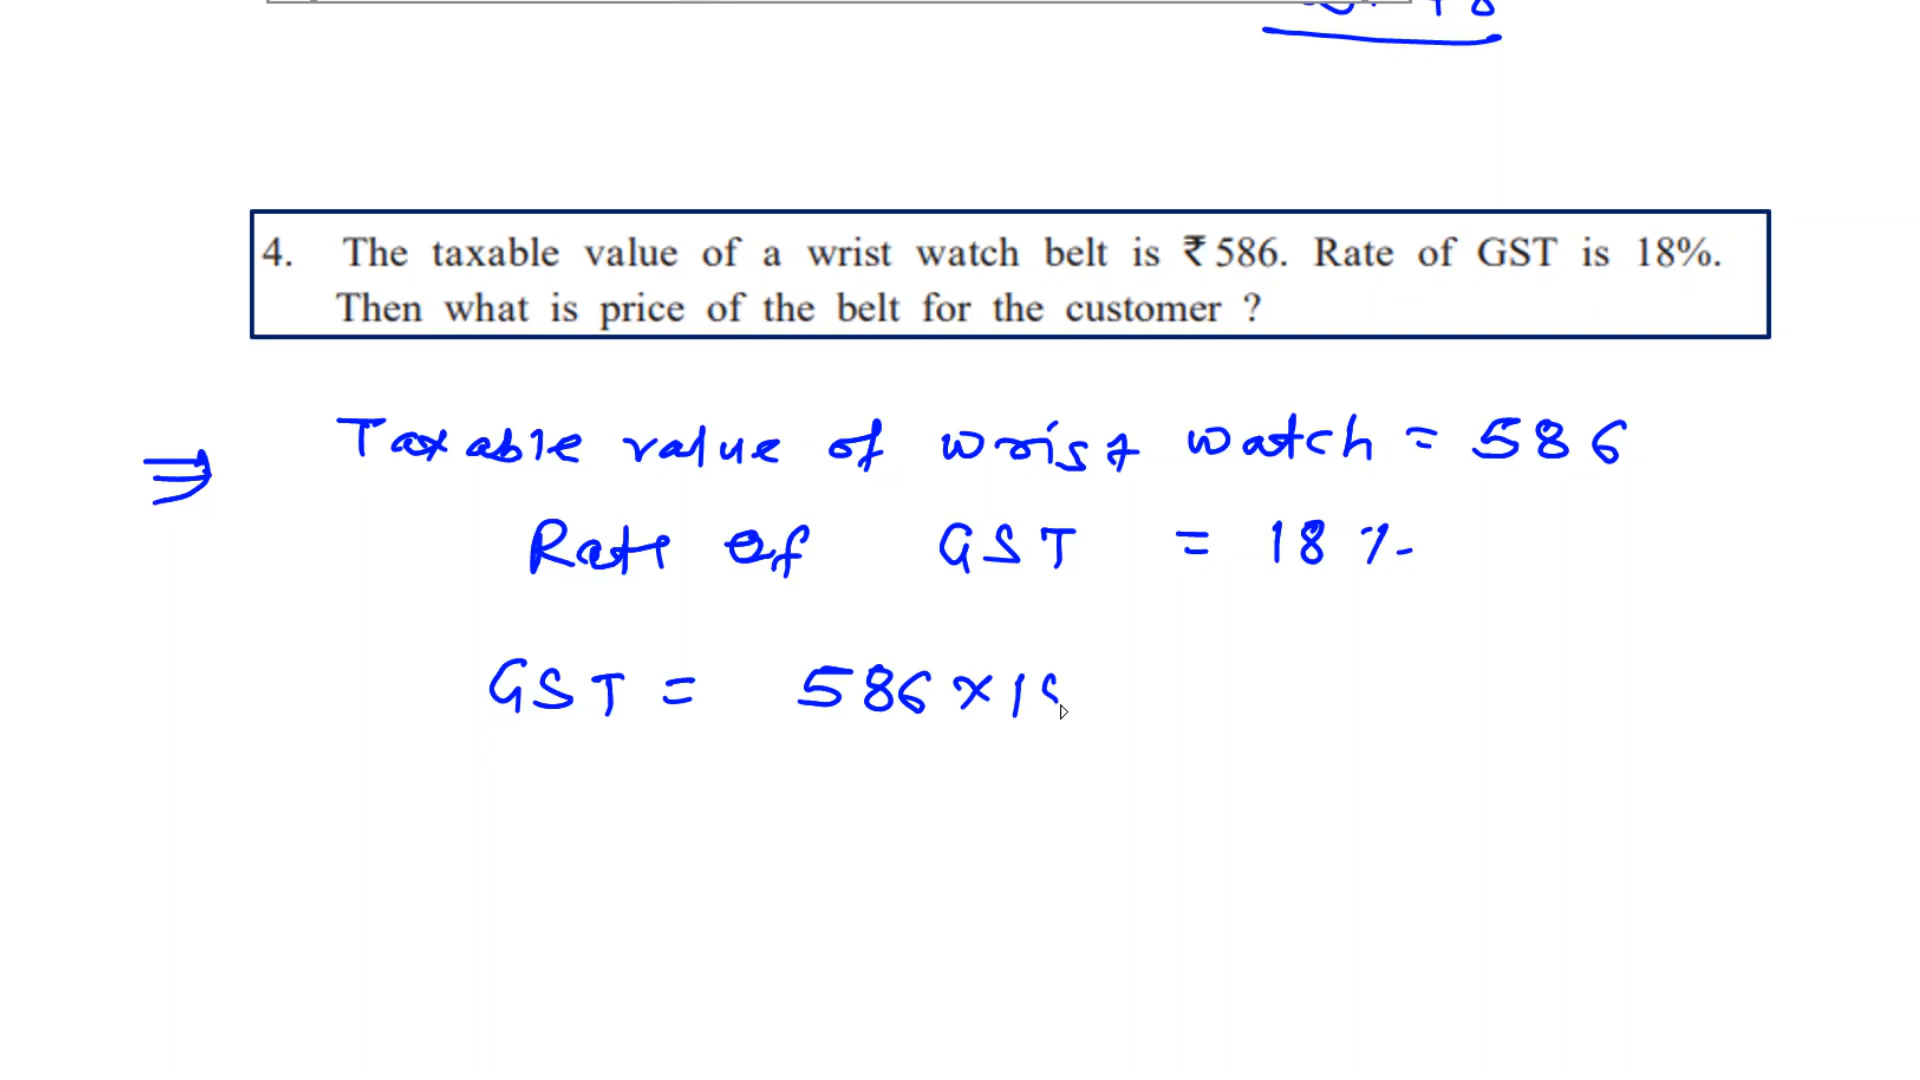 4. The taxable value of a wrist watch belt is ₹ 586. Rate of GST is 18%.
Then what is price of the belt for the customer ?
Taxable value of wrist watch = 586
Rate of GST = 18 %
GST = 586 × 1